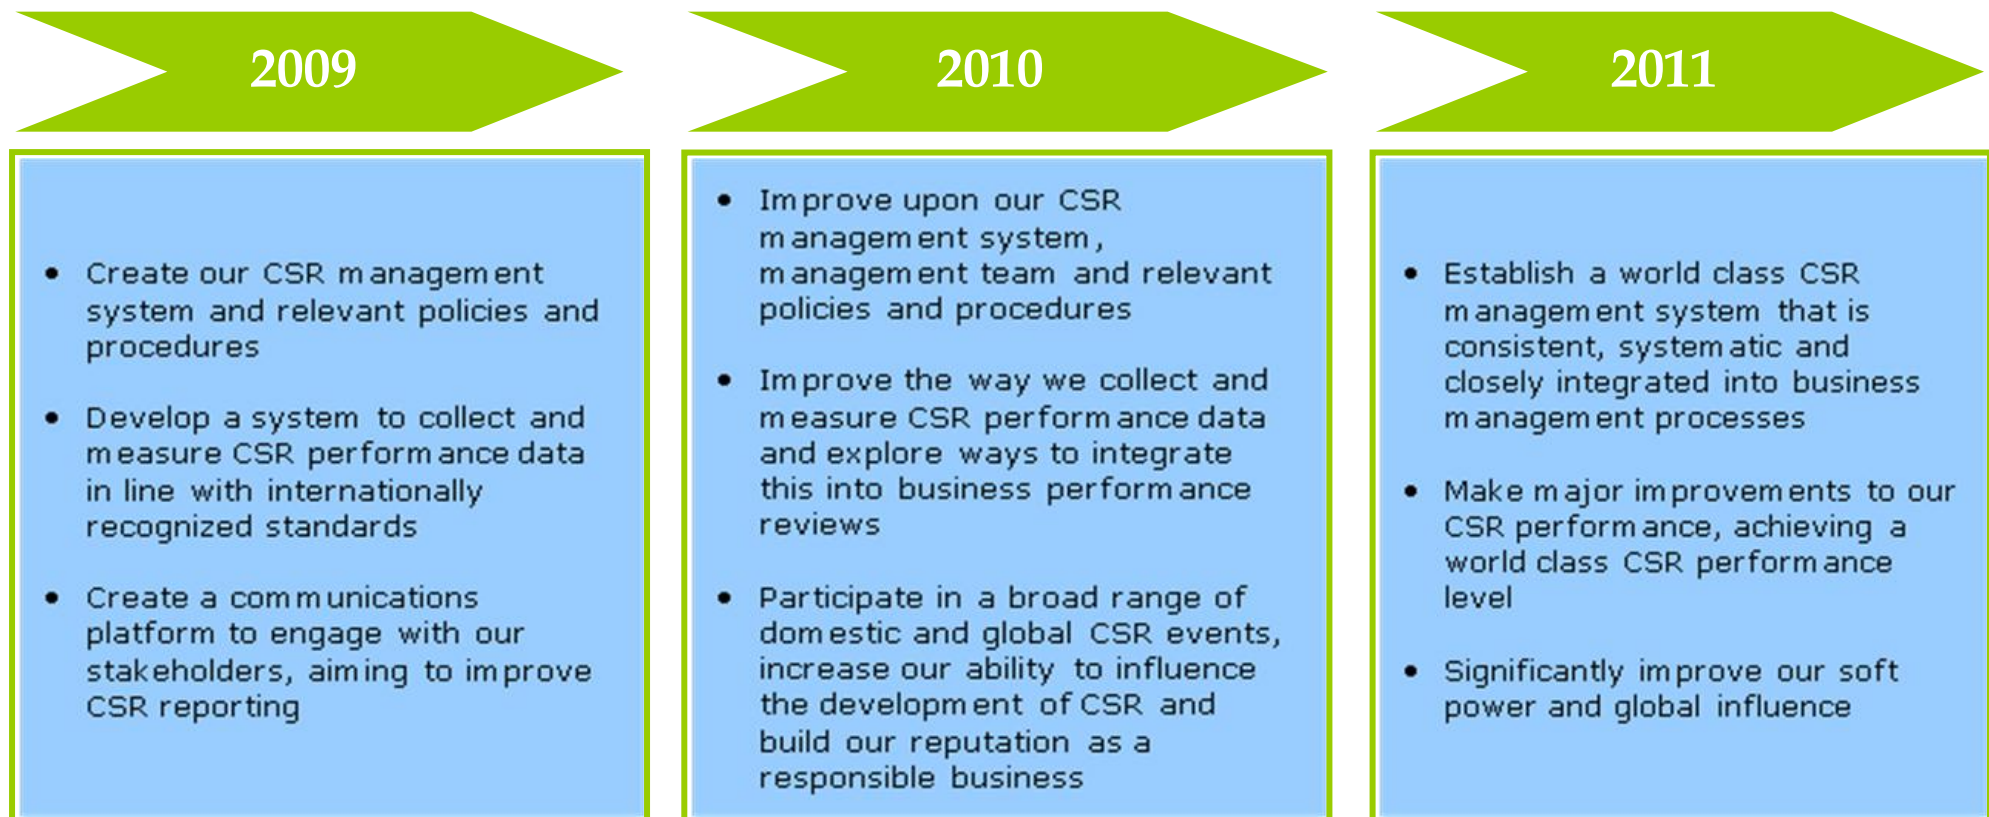 2009
2010
2011
• Create our CSR management
system and relevant policies and
procedures
• Develop a system to collect and
measure CSR performance data
in line with internationally
recognized standards
• Create a communications
platform to engage with our
stakeholders, aiming to improve
CSR reporting
• Improve upon our CSR
management system,
management team and relevant
policies and procedures
• Improve the way we collect and
measure CSR performance data
and explore ways to integrate
this into business performance
reviews
• Participate in a broad range of
domestic and global CSR events,
increase our ability to influence
the development of CSR and
build our reputation as a
responsible business
• Establish a world class CSR
management system that is
consistent, systematic and
closely integrated into business
management processes
• Make major improvements to our
CSR performance, achieving a
world class CSR performance
level
• Significantly improve our soft
power and global influence